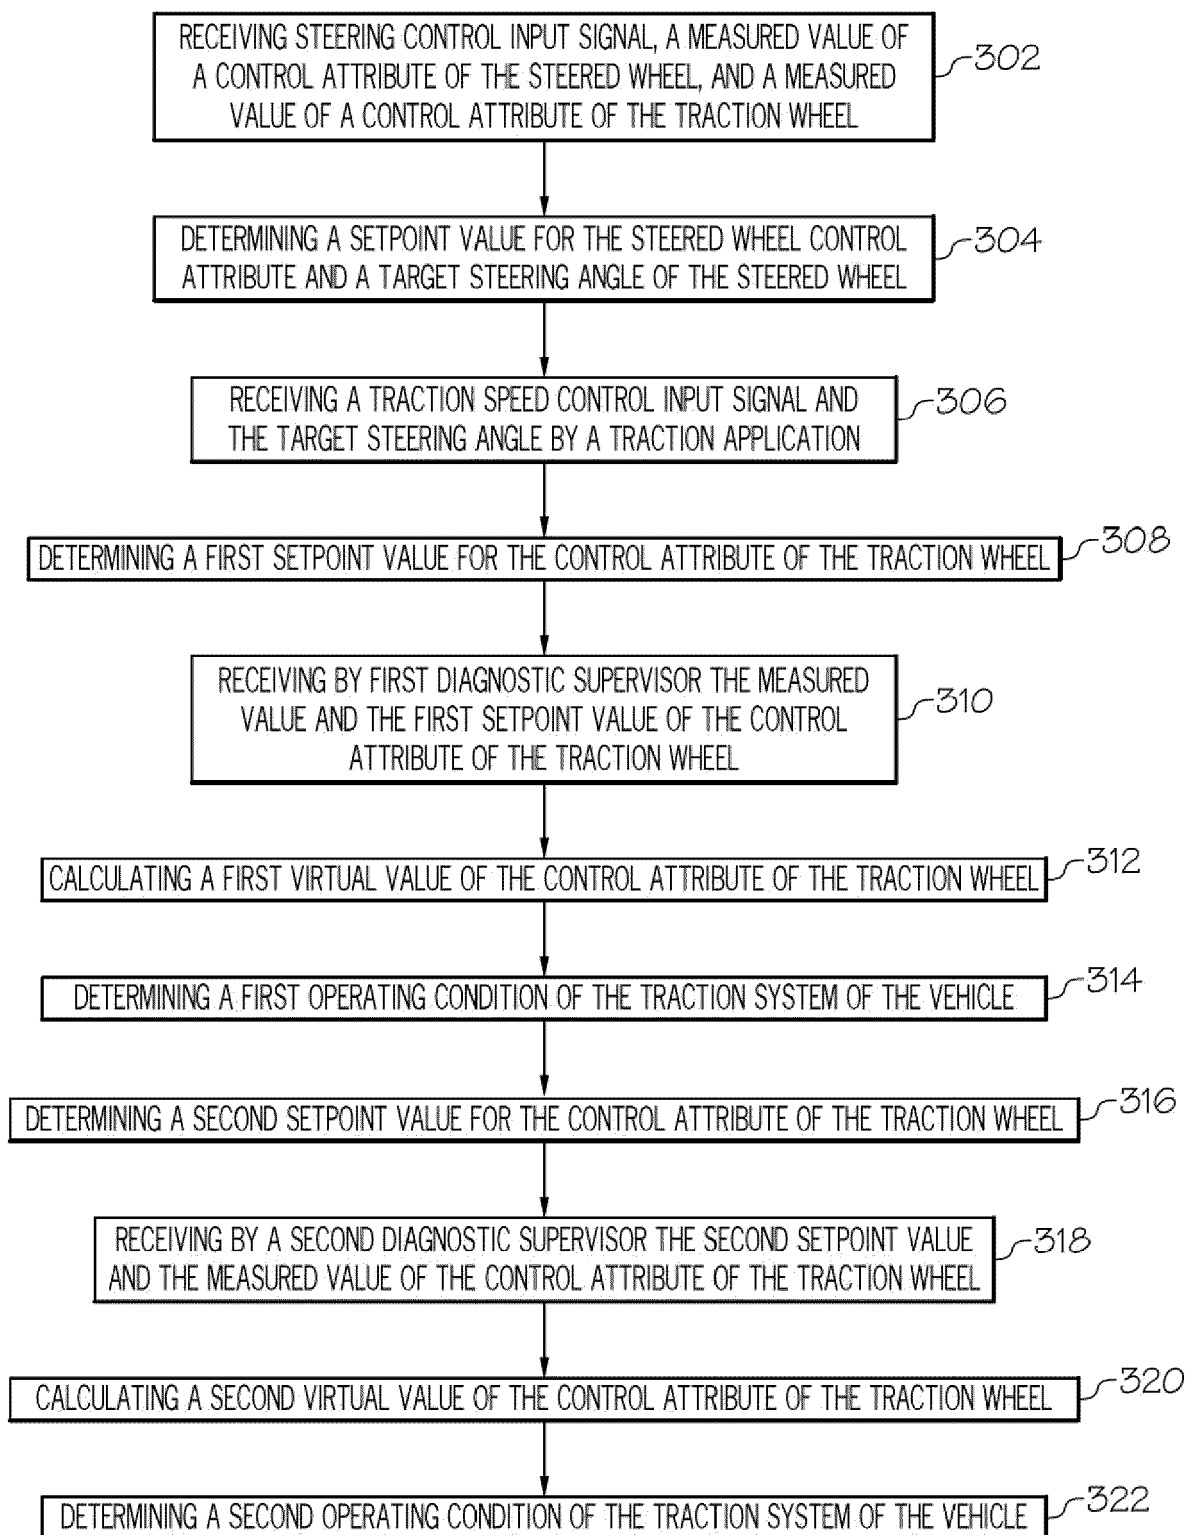 RECEIVING STEERING CONTROL INPUT SIGNAL, A MEASURED VALUE OF
A CONTROL ATTRIBUTE OF THE STEERED WHEEL, AND A MEASURED
VALUE OF A CONTROL ATTRIBUTE OF THE TRACTION WHEEL
302
DETERMINING A SETPOINT VALUE FOR THE STEERED WHEEL CONTROL
ATTRIBUTE AND A TARGET STEERING ANGLE OF THE STEERED WHEEL
304
RECEIVING A TRACTION SPEED CONTROL INPUT SIGNAL AND
THE TARGET STEERING ANGLE BY A TRACTION APPLICATION
306
DETERMINING A FIRST SETPOINT VALUE FOR THE CONTROL ATTRIBUTE OF THE TRACTION WHEEL
308
RECEIVING BY FIRST DIAGNOSTIC SUPERVISOR THE MEASURED
VALUE AND THE FIRST SETPOINT VALUE OF THE CONTROL
ATTRIBUTE OF THE TRACTION WHEEL
310
CALCULATING A FIRST VIRTUAL VALUE OF THE CONTROL ATTRIBUTE OF THE TRACTION WHEEL
312
DETERMINING A FIRST OPERATING CONDITION OF THE TRACTION SYSTEM OF THE VEHICLE
314
DETERMINING A SECOND SETPOINT VALUE FOR THE CONTROL ATTRIBUTE OF THE TRACTION WHEEL
316
RECEIVING BY A SECOND DIAGNOSTIC SUPERVISOR THE SECOND SETPOINT VALUE
AND THE MEASURED VALUE OF THE CONTROL ATTRIBUTE OF THE TRACTION WHEEL
318
CALCULATING A SECOND VIRTUAL VALUE OF THE CONTROL ATTRIBUTE OF THE TRACTION WHEEL
320
DETERMINING A SECOND OPERATING CONDITION OF THE TRACTION SYSTEM OF THE VEHICLE
322